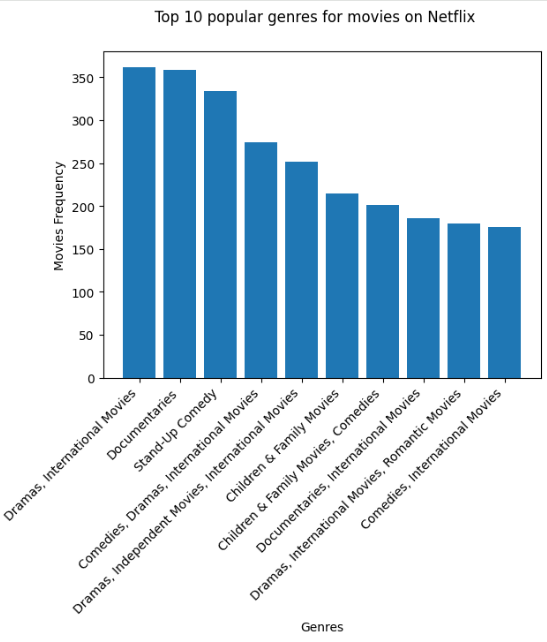 Top 10 popular genres for movies on Netflix
Movies Frequency
350
300
250
200
150
100
50
0
Dramas, International Movies
Documentaries
Stand-Up Comedy
Comedies, Dramas, International Movies
Dramas, Independent Movies, International Movies
Children & Family Movies
Children & Family Movies, Comedies
Documentaries, International Movies
Dramas, International Movies, Romantic Movies
Comedies, International Movies
Genres